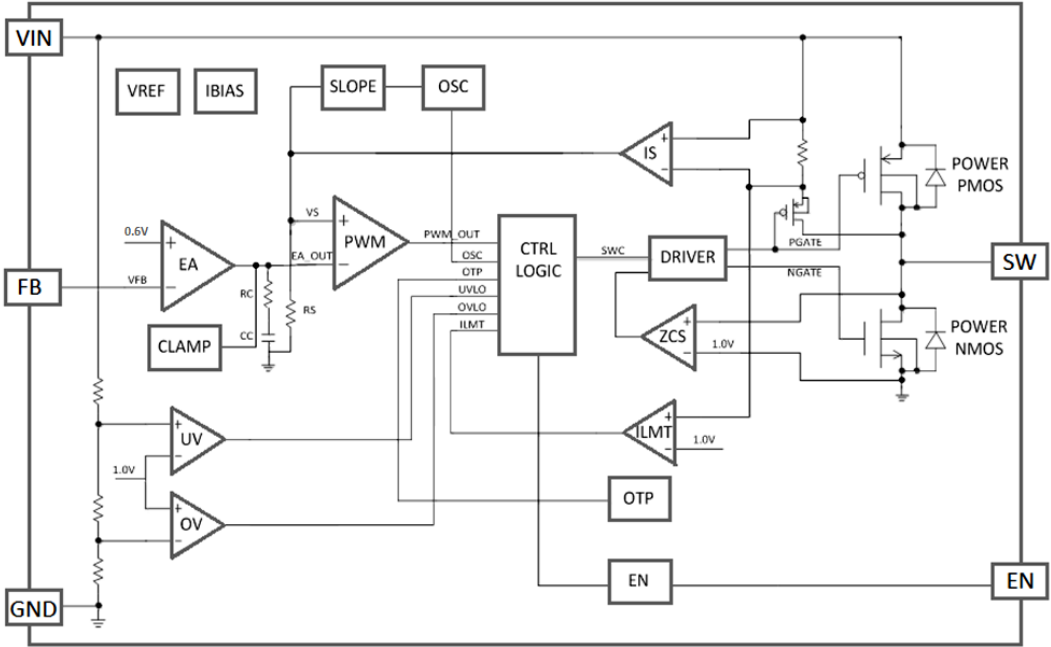 VIN
VREF
IBIAS
SLOPE
OSC
IS
+
−
POWER
PMOS
0.6V
+
EA
−
VFB
FB
VS
+
PWM
−
EA_OUT
RC
CC
RS
CLAMP
PWM_OUT
OSC
OTP
UVLO
OVLO
ILMT
CTRL
LOGIC
SWC
DRIVER
PGATE
NGATE
SW
+
ZCS
−
1.0V
POWER
NMOS
+
UV
−
1.0V
+
OV
−
+
ILMT
−
1.0V
OTP
EN
EN
GND